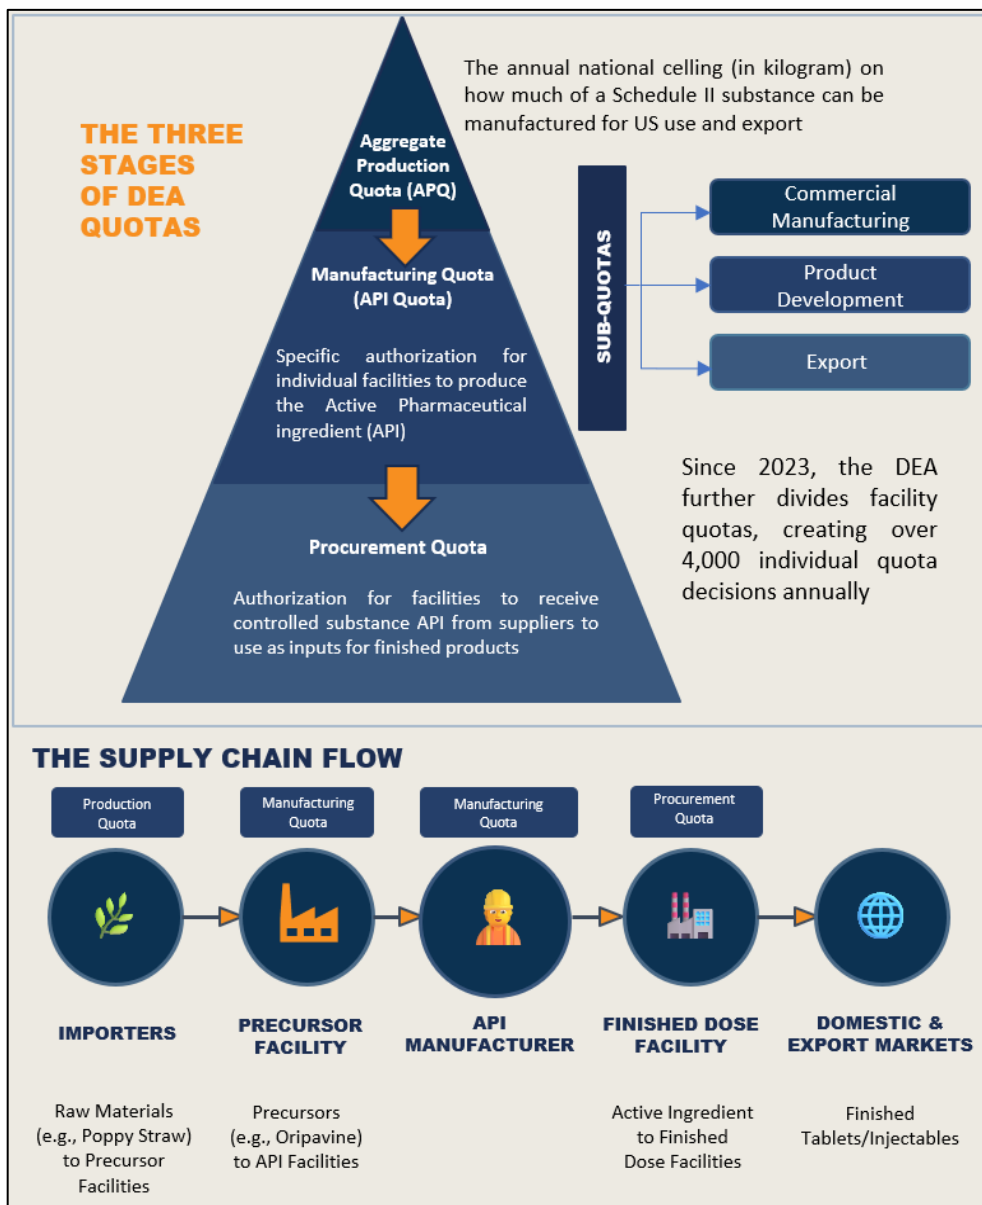 THE THREE
STAGES
OF DEA
QUOTAS
The annual national celling (in kilogram) on
how much of a Schedule II substance can be
manufactured for US use and export
Aggregate
Production
Quota (APQ)
Manufacturing Quota
(API Quota)
Specific authorization for
individual facilities to produce
the Active Pharmaceutical
ingredient (API)
Procurement Quota
Authorization for facilities to receive
controlled substance API from suppliers to
use as inputs for finished products
SUB-QUOTAS
Commercial
Manufacturing
Product
Development
Export
Since 2023, the DEA
further divides facility
quotas, creating over
4,000 individual quota
decisions annually
THE SUPPLY CHAIN FLOW
Production
Quota
Manufacturing
Quota
Manufacturing
Quota
Procurement
Quota
IMPORTERS
PRECURSOR
FACILITY
API
MANUFACTURER
FINISHED DOSE
FACILITY
DOMESTIC &
EXPORT MARKETS
Raw Materials
(e.g., Poppy Straw)
to Precursor
Facilities
Precursors
(e.g., Oripavine)
to API Facilities
Active Ingredient
to Finished
Dose Facilities
Finished
Tablets/Injectables